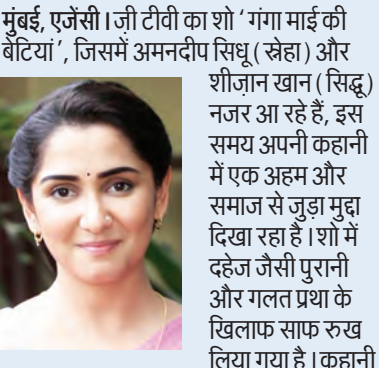 मुंबई, एजेंसी। ज़ी टीवी का शो ‘ गंगा माई की
बेटियां ’, जिसमें अमनदीप सिधू ( स्नेहा ) और
शीज़ान खान ( सिद्धू )
नजर आ रहे हैं, इस
समय अपनी कहानी
में एक अहम और
समाज से जुड़ा मुद्दा
दिखा रहा है। शो में
दहेज जैसी पुरानी
और गलत प्रथा के
खिलाफ साफ रुख
लिया गया है। कहानी